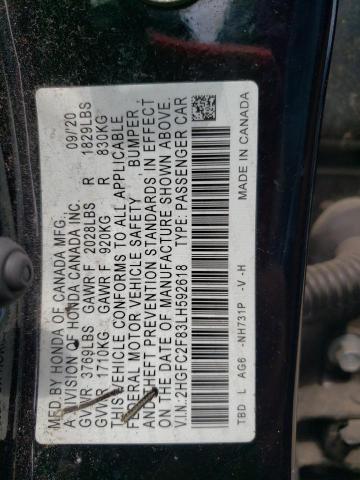 MFD.BY HONDA OF CANADA MFG., 09/20
A DIVISION OF HONDA CANADA INC.
GVWR 3769LBS GAWR F 2028LBS R 1829LBS
GVWR 1710KG GAWR F 920KG R 830KG
THIS VEHICLE CONFORMS TO ALL APPLICABLE
FEDERAL MOTOR VEHICLE SAFETY, BUMPER,
AND THEFT PREVENTION STANDARDS IN EFFECT
ON THE DATE OF MANUFACTURE SHOWN ABOVE.
V.I.N.:2HGFC2F83LH592618 TYPE: PASSENGER CAR
TBD L AG6 -NH731P -V -H MADE IN CANADA